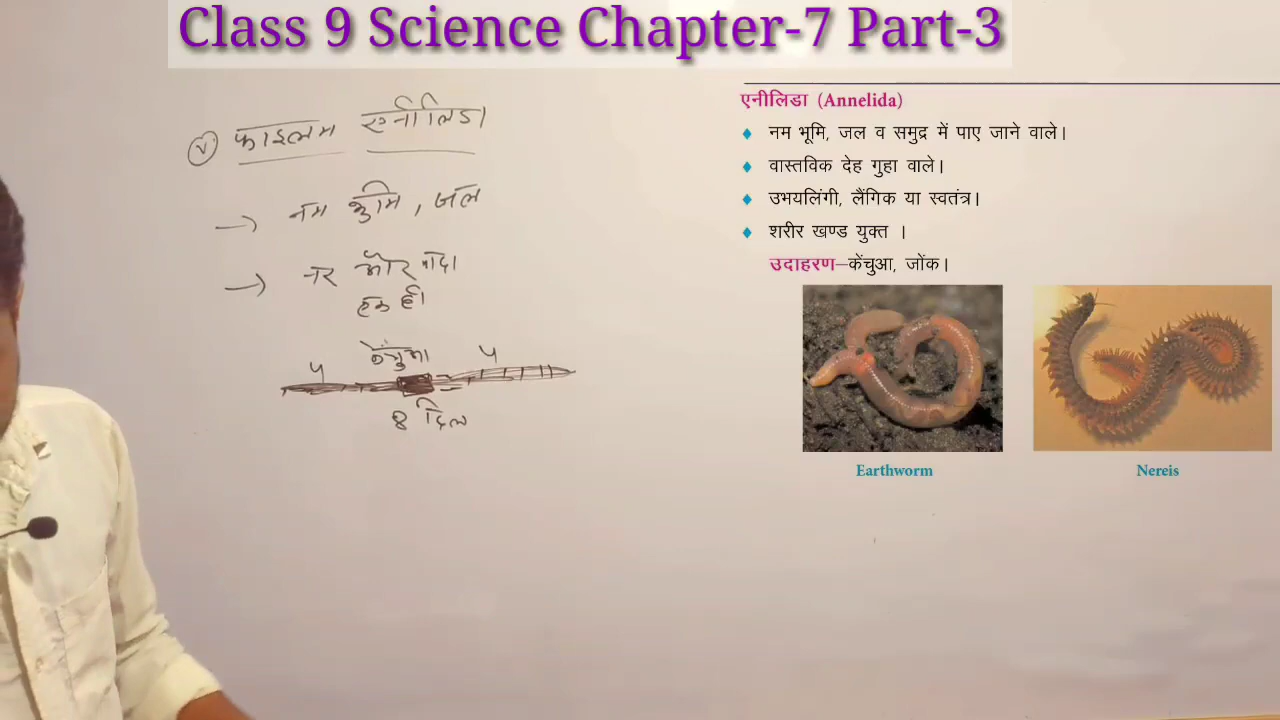 Class 9 Science Chapter-7 Part-3
(v) फाइलम एनीलिडा
→ नम भूमि, जल
→ नर और मादा
एक ही
केंचुआ
8 दिल
एनीलिडा (Annelida)
♦ नम भूमि, जल व समुद्र में पाए जाने वाले।
♦ वास्तविक देह गुहा वाले।
♦ उभयलिंगी, लैंगिक या स्वतंत्र।
♦ शरीर खण्ड युक्त ।
उदाहरण–केंचुआ, जोंक।
Earthworm
Nereis